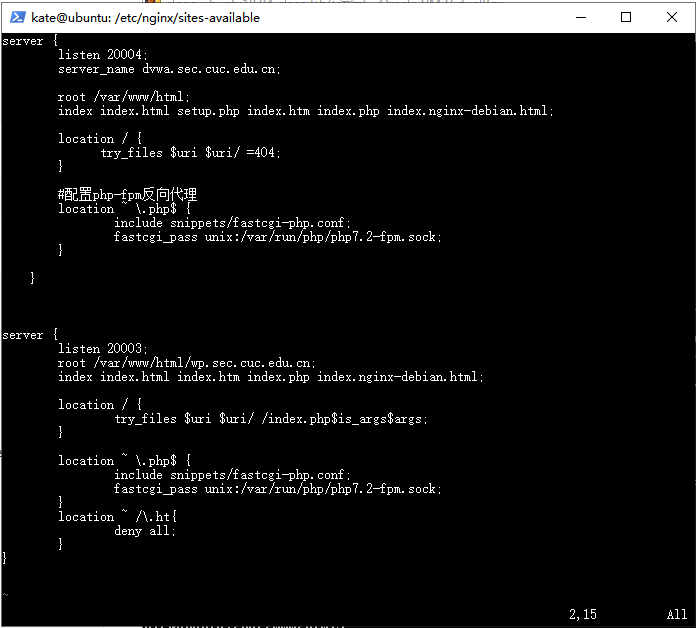 kate@ubuntu: /etc/nginx/sites-available
server {
listen 20004;
server_name dvwa.sec.cuc.edu.cn;
root /var/www/html;
index index.html setup.php index.htm index.php index.nginx-debian.html;
location / {
try_files $uri $uri/ =404;
}
#配置php-fpm反向代理
location ~ \.php$ {
include snippets/fastcgi-php.conf;
fastcgi_pass unix:/var/run/php/php7.2-fpm.sock;
}
}
server {
listen 20003;
root /var/www/html/wp.sec.cuc.edu.cn;
index index.html index.htm index.php index.nginx-debian.html;
location / {
try_files $uri $uri/ /index.php$is_args$args;
}
location ~ \.php$ {
include snippets/fastcgi-php.conf;
fastcgi_pass unix:/var/run/php/php7.2-fpm.sock;
}
location ~ /\.ht{
deny all;
}
}
~
2,15 All